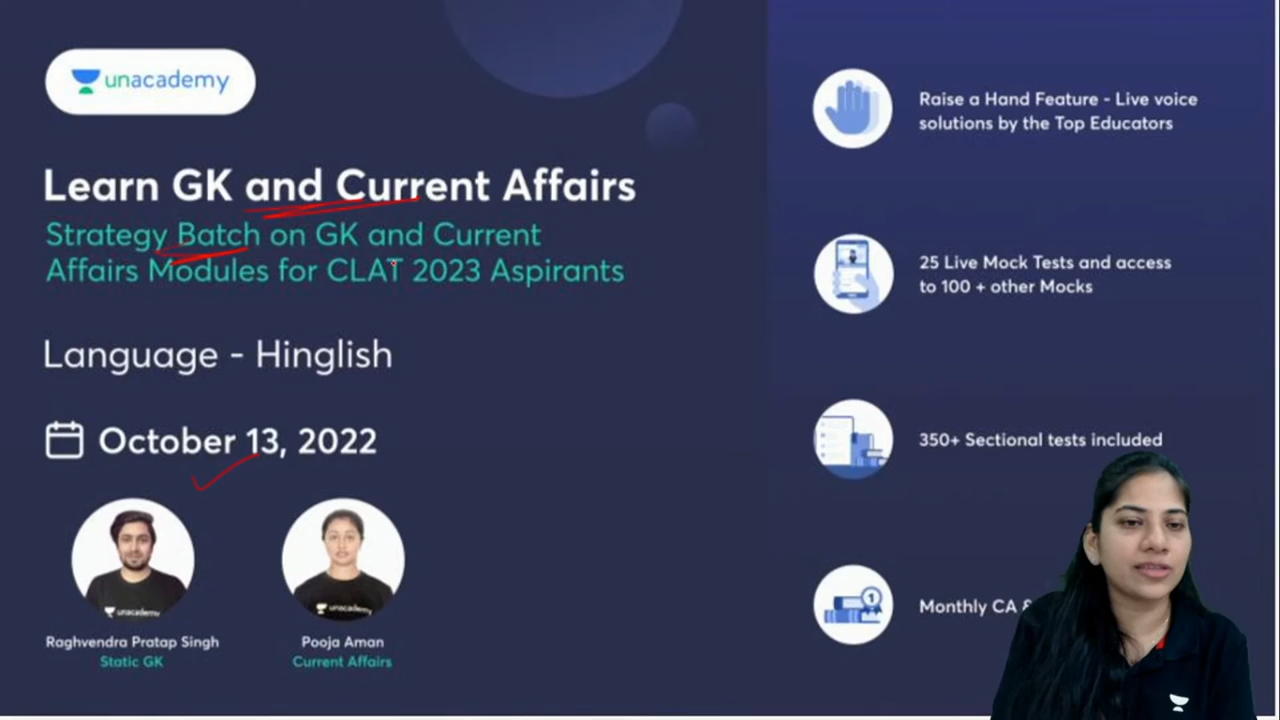 unacademy
Learn GK and Current Affairs
Strategy Batch on GK and Current
Affairs Modules for CLAT 2023 Aspirants
Language - Hinglish
October 13, 2022
unacademy
Raghvendra Pratap Singh
Static GK
unacademy
Pooja Aman
Current Affairs
Raise a Hand Feature - Live voice
solutions by the Top Educators
25 Live Mock Tests and access
to 100 + other Mocks
350+ Sectional tests included
1
Monthly CA &